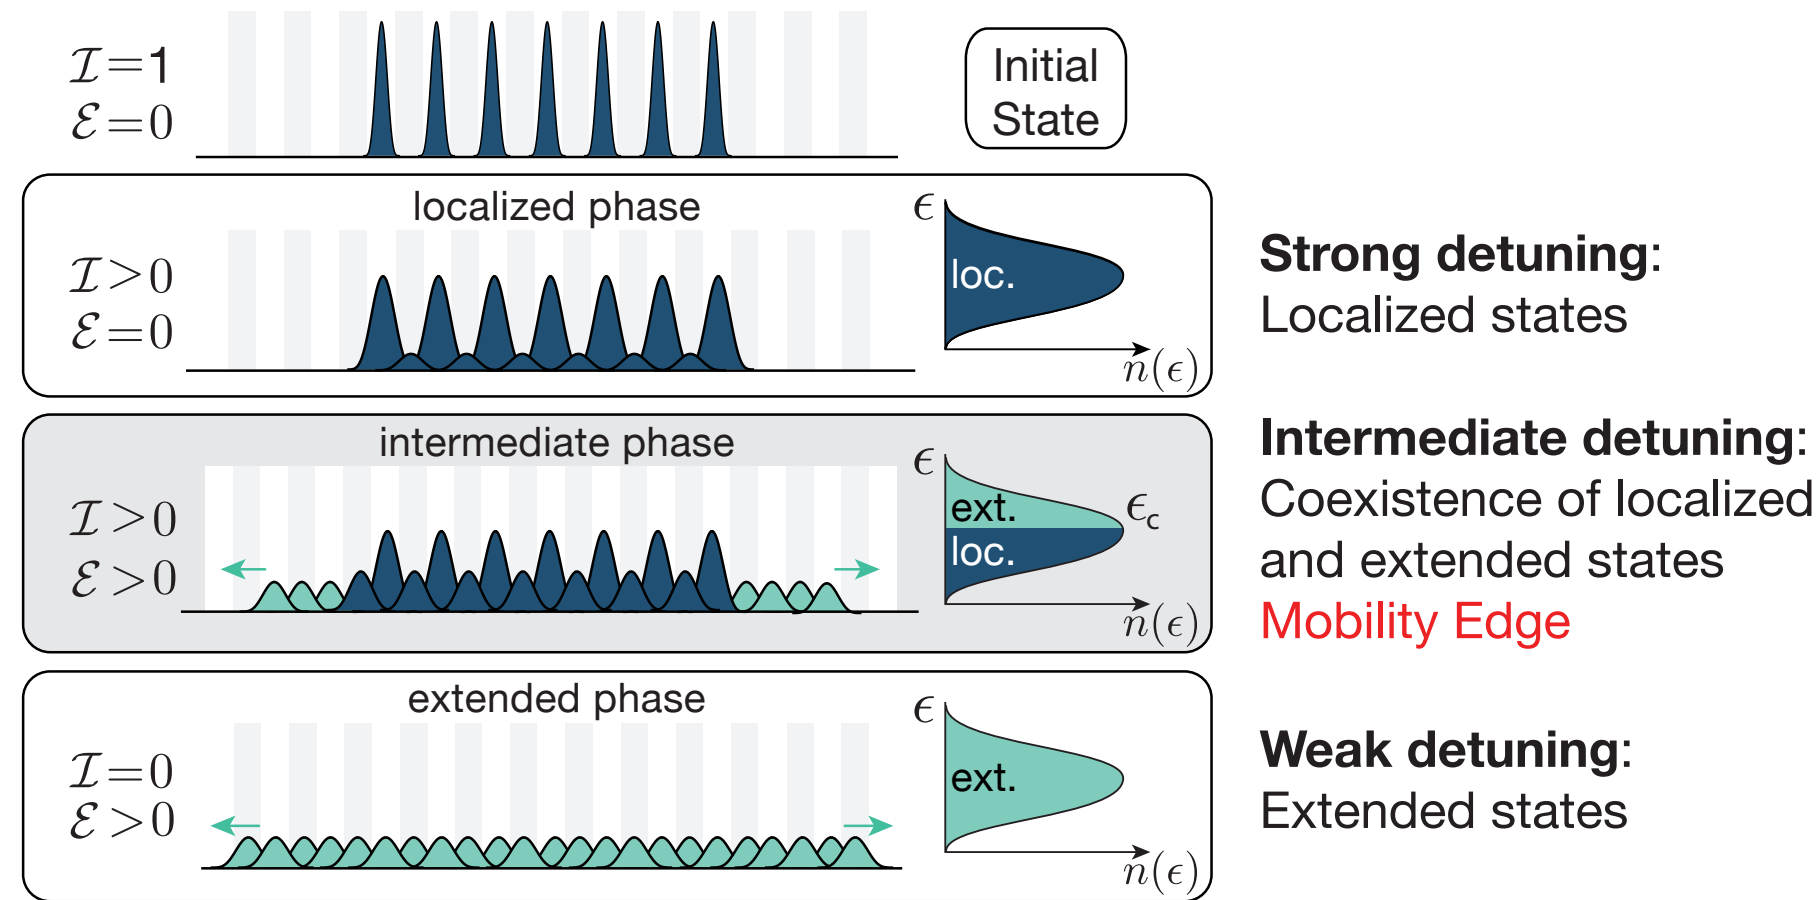 ℐ=1
ℰ=0
Initial
State
localized phase
ℐ>0
ℰ=0
ϵ
loc.
n(ϵ)
Strong detuning:
Localized states
intermediate phase
ℐ>0
ℰ>0
ϵ
ext.
ϵc
loc.
n(ϵ)
Intermediate detuning:
Coexistence of localized
and extended states
Mobility Edge
extended phase
ℐ=0
ℰ>0
ϵ
ext.
n(ϵ)
Weak detuning:
Extended states